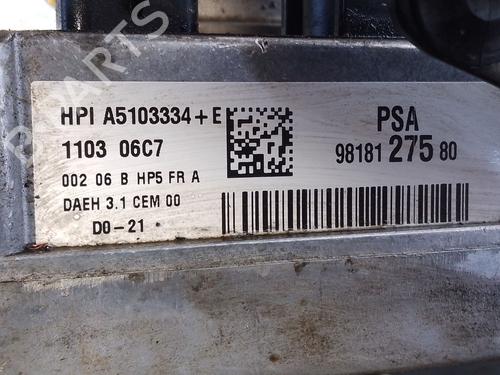 HPI A5103334+E
1103 06C7
002 06 B HP5 FR A
DAEH 3.1 CEM 00
D0-21
PSA
98181 275 80
B PARTS